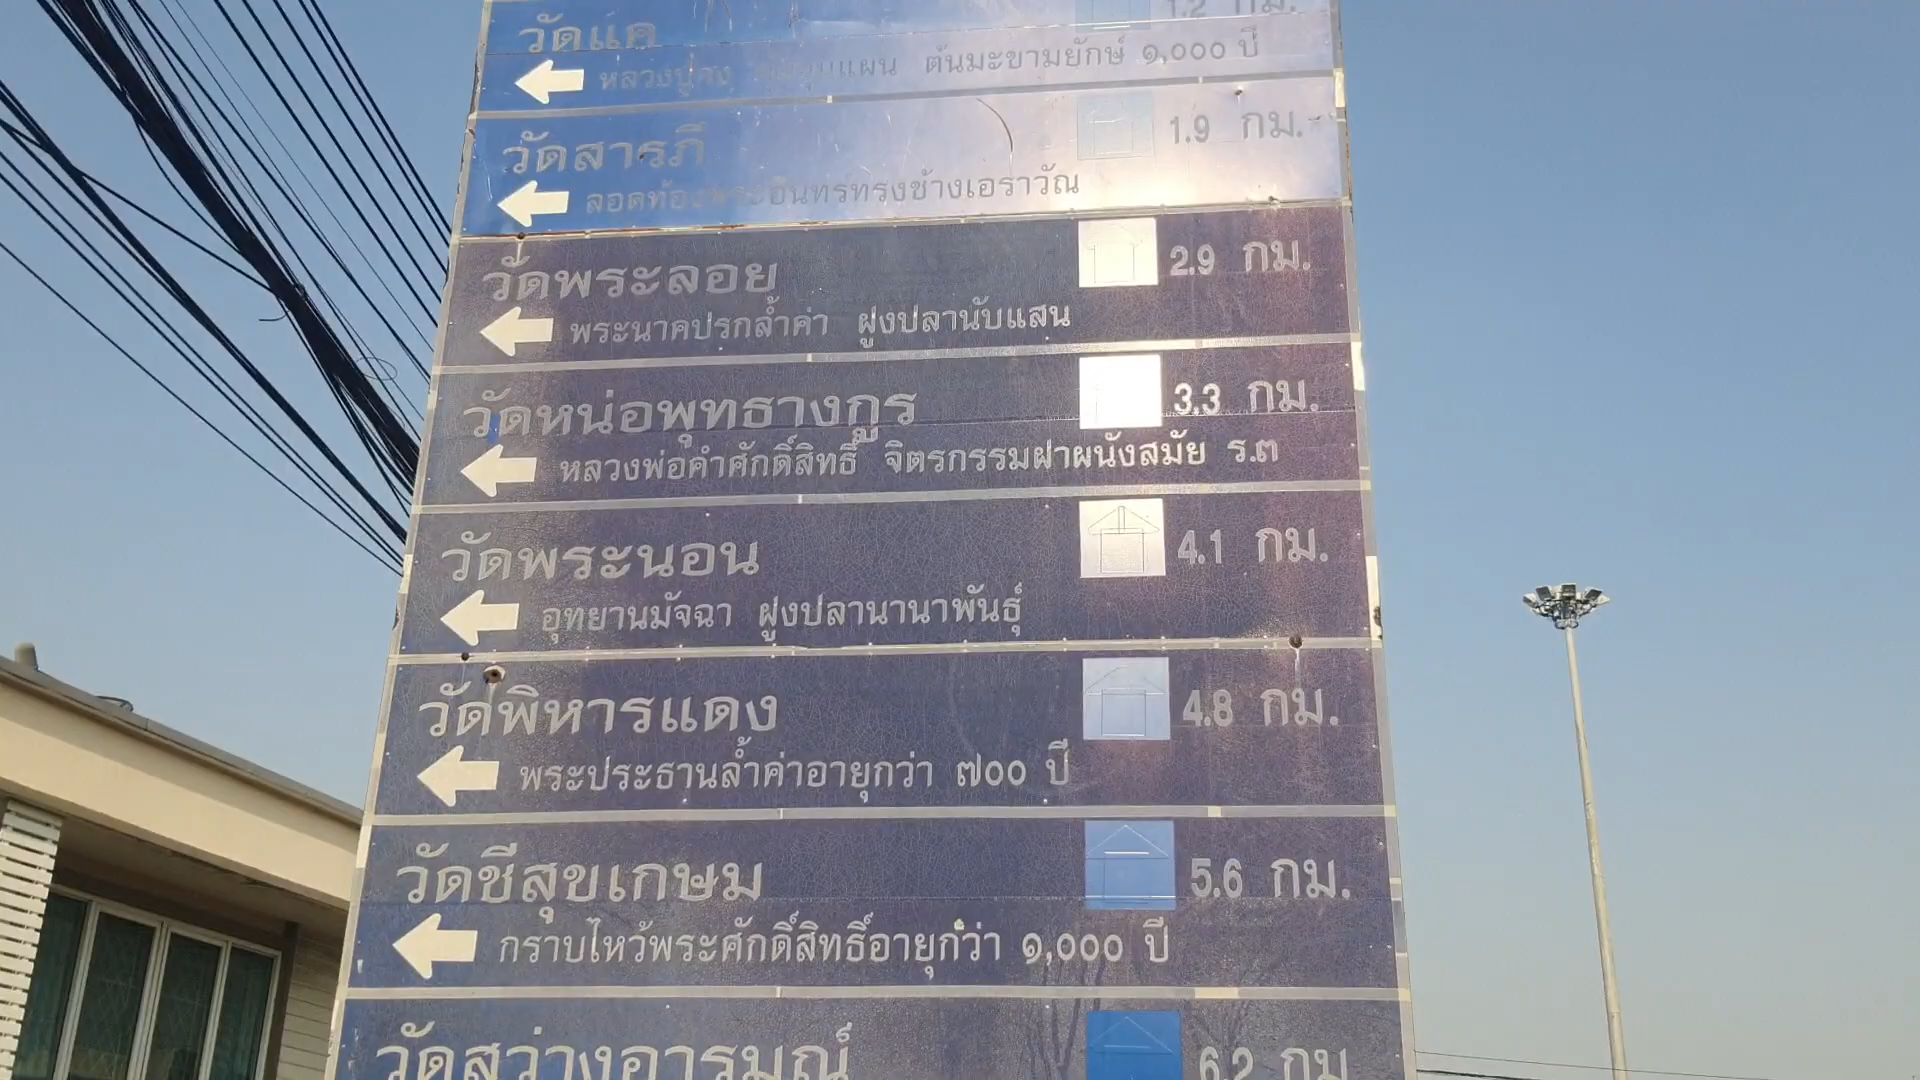 วัดแค 1.2 กม.
หลวงปู่คง แผน ต้นมะขามยักษ์ ๑,๐๐๐ ปี
วัดสารภี 1.9 กม.
ลอดท้องพระอินทร์ทรงช้างเอราวัณ
วัดพระลอย 2.9 กม.
พระนาคปรกล้ำค่า ฝูงปลานับแสน
วัดหน่อพุทธางกูร 3.3 กม.
หลวงพ่อคำศักดิ์สิทธิ์ จิตรกรรมฝาผนังสมัย ร.๓
วัดพระนอน 4.1 กม.
อุทยานมัจฉา ฝูงปลานานาพันธุ์
วัดพิหารแดง 4.8 กม.
พระประธานล้ำค่าอายุกว่า ๗๐๐ ปี
วัดชีสุขเกษม 5.6 กม.
กราบไหว้พระศักดิ์สิทธิ์อายุกว่า ๑,๐๐๐ ปี
วัดสว่างอารมณ์ 6.2 กม